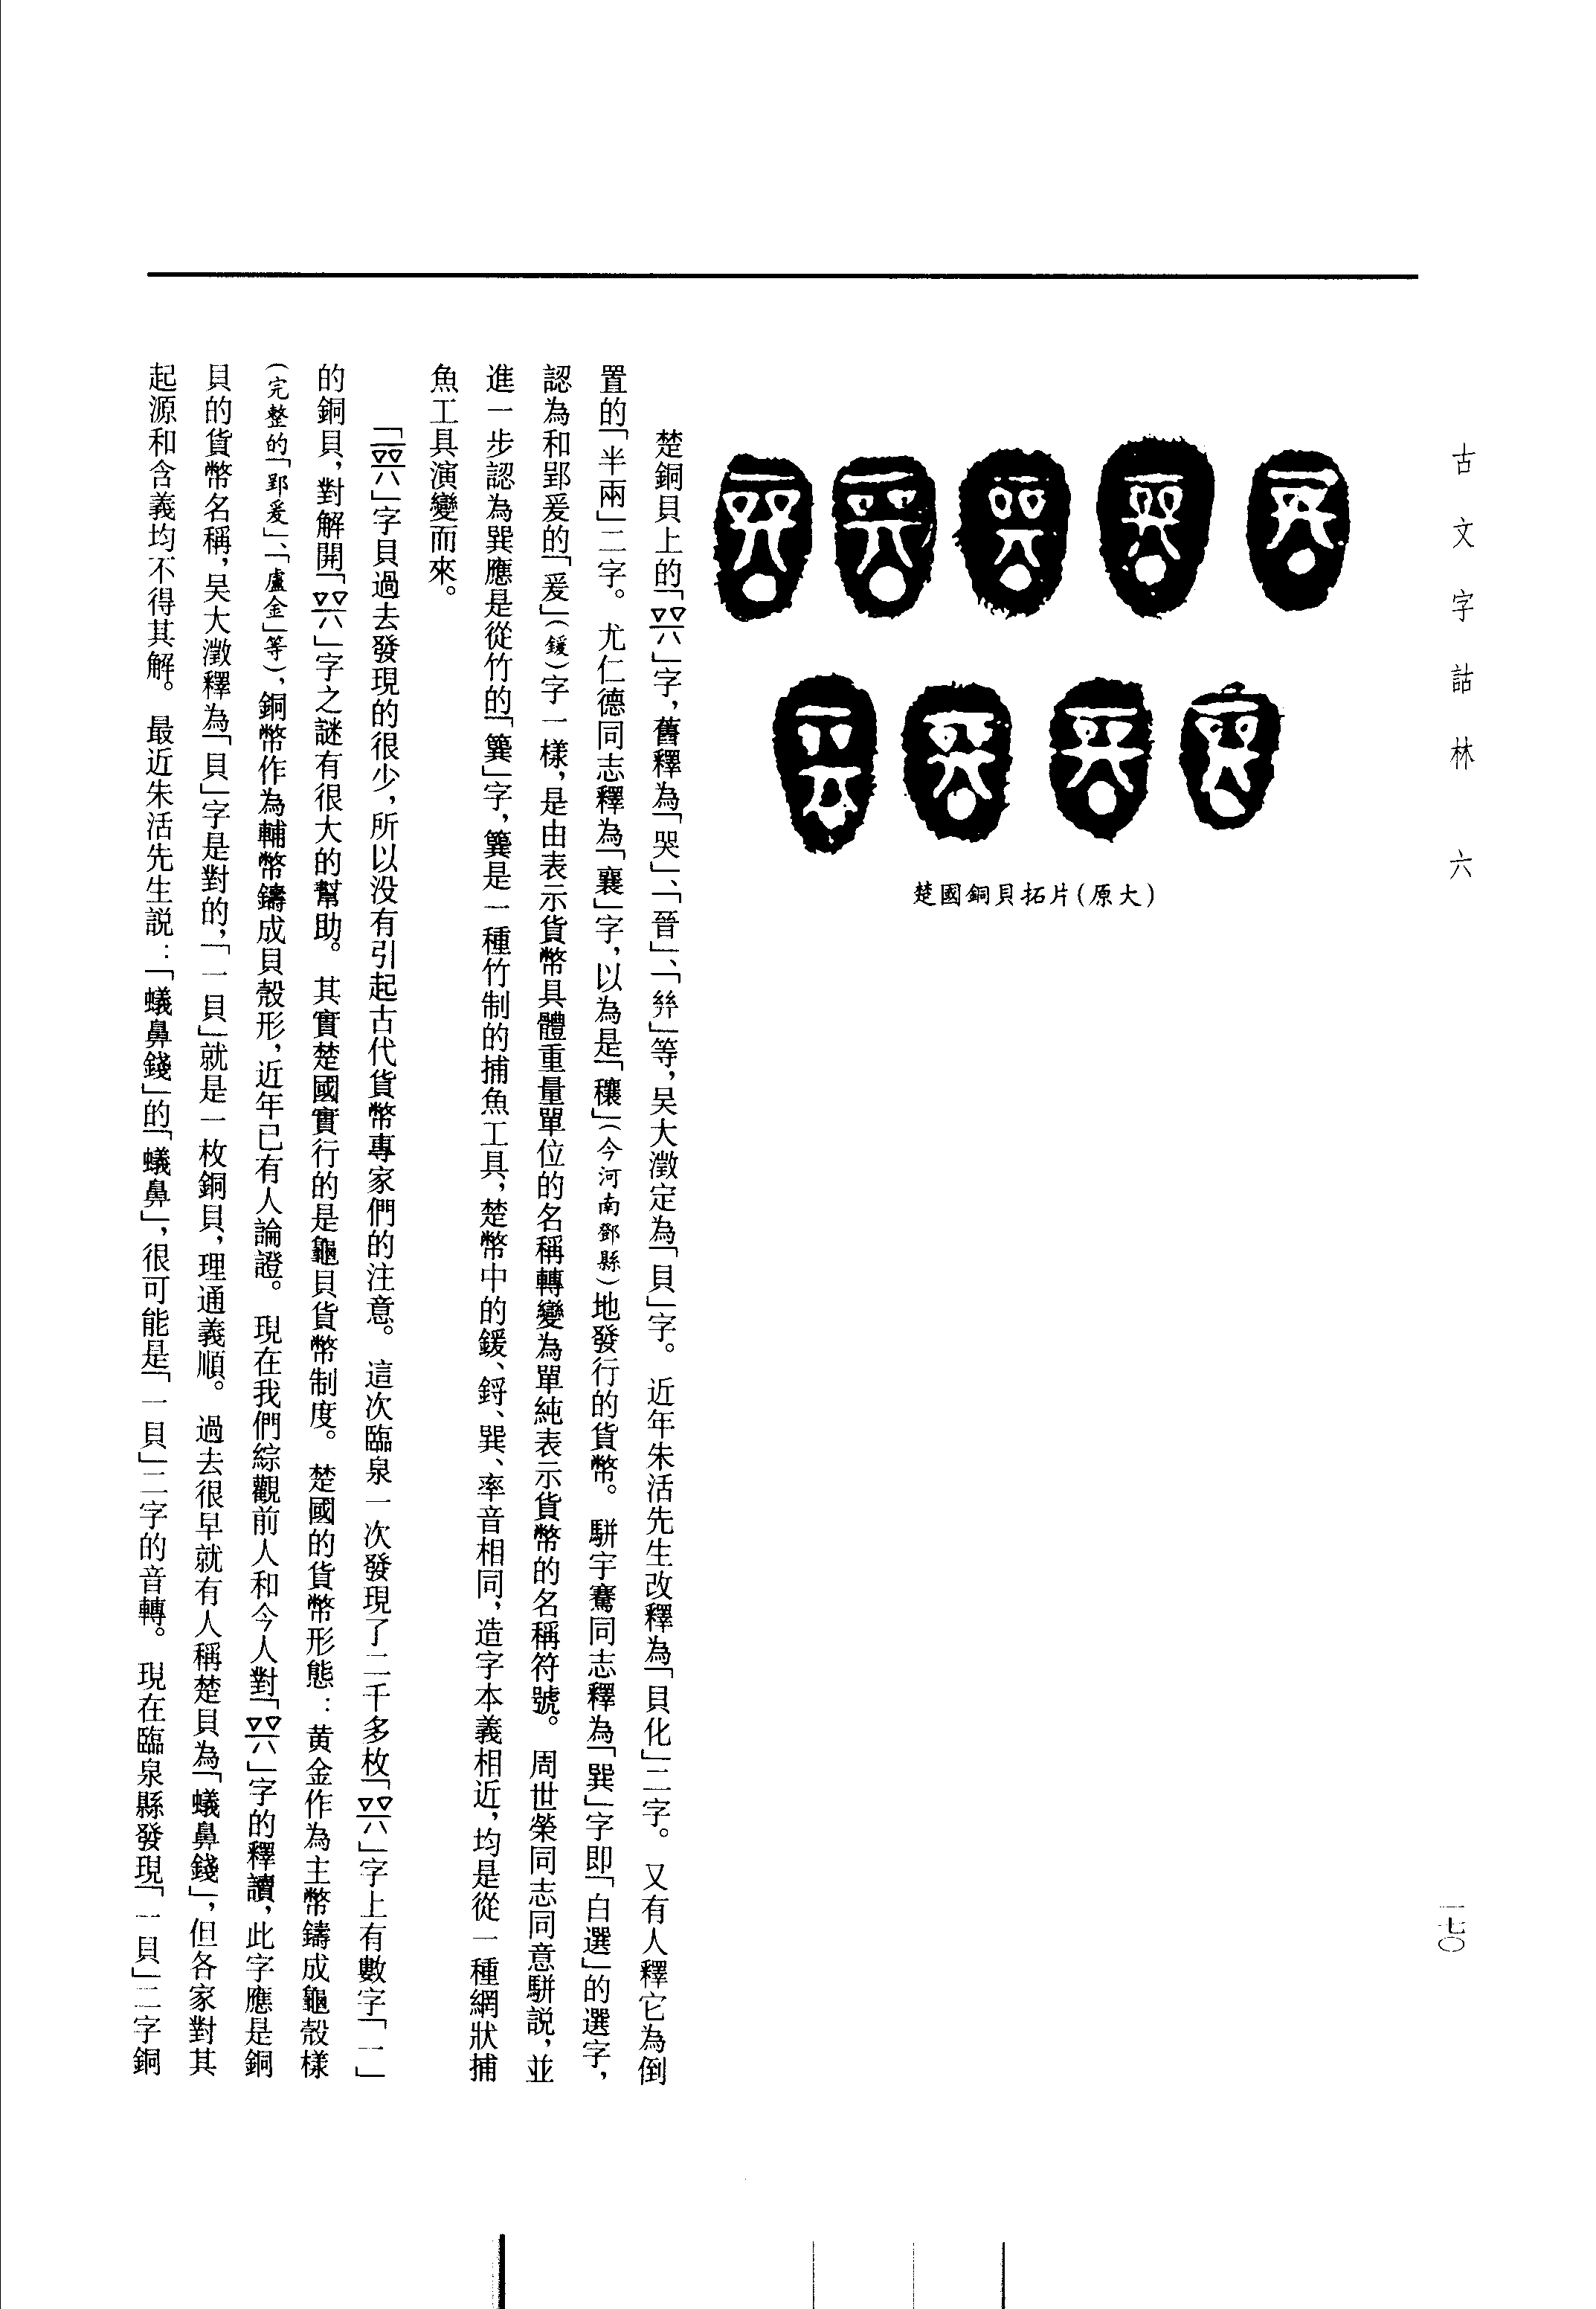 古文字詁林 六
一七〇
楚國銅貝拓片(原大)
楚銅貝上的「」字,舊釋為「哭」、「晉」、「」等,吴大澂定為「貝」字。近年朱活先生改釋為「貝化」二字。又有人釋它為倒
置的「半兩」二字。尤仁德同志釋為「襄」字,以為是「穰」(今河南鄧縣)地發行的貨幣。駢宇騫同志釋為「巽」字即「白選」的選字,
認為和郢爰的「爰」(鍰)字一樣,是由表示貨幣具體重量單位的名稱轉變為單純表示貨幣的名稱符號。周世榮同志同意駢説,並
進一步認為巽應是從竹的「簨」字,簨是一種竹制的捕魚工具,楚幣中的鍰、鋝、巽、率音相同,造字本義相近,均是從一種網狀捕
魚工具演變而來。
「」字貝過去發現的很少,所以没有引起古代貨幣專家們的注意。這次臨泉一次發現了二千多枚「」字上有數字「一」
的銅貝,對解開「」字之謎有很大的幫助。其實楚國實行的是龜貝貨幣制度。楚國的貨幣形態:黄金作為主幣鑄成龜殼樣
(完整的「郢爰」、「盧金」等),銅幣作為輔幣鑄成貝殼形,近年已有人論證。現在我們綜觀前人和今人對「」字的釋讀,此字應是銅
貝的貨幣名稱,吴大澂釋為「貝」字是對的,「一貝」就是一枚銅貝,理通義順。過去很早就有人稱楚貝為「蟻鼻錢」,但各家對其
起源和含義均不得其解。最近朱活先生説:「蟻鼻錢」的「蟻鼻」,很可能是「一貝」二字的音轉。現在臨泉縣發現「一貝」二字銅